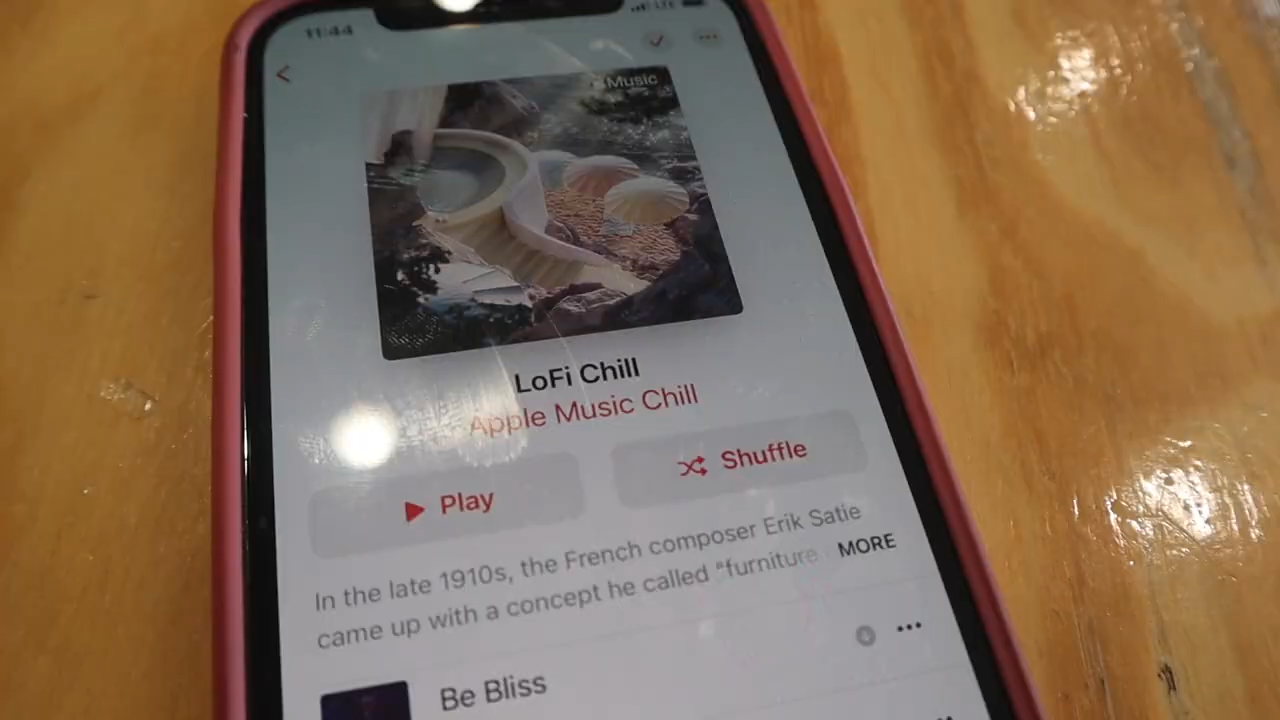 11:44
LTE
Music
LoFi Chill
Apple Music Chill
Play
Shuffle
In the late 1910s, the French composer Erik Satie
came up with a concept he called "furniture MORE
Be Bliss